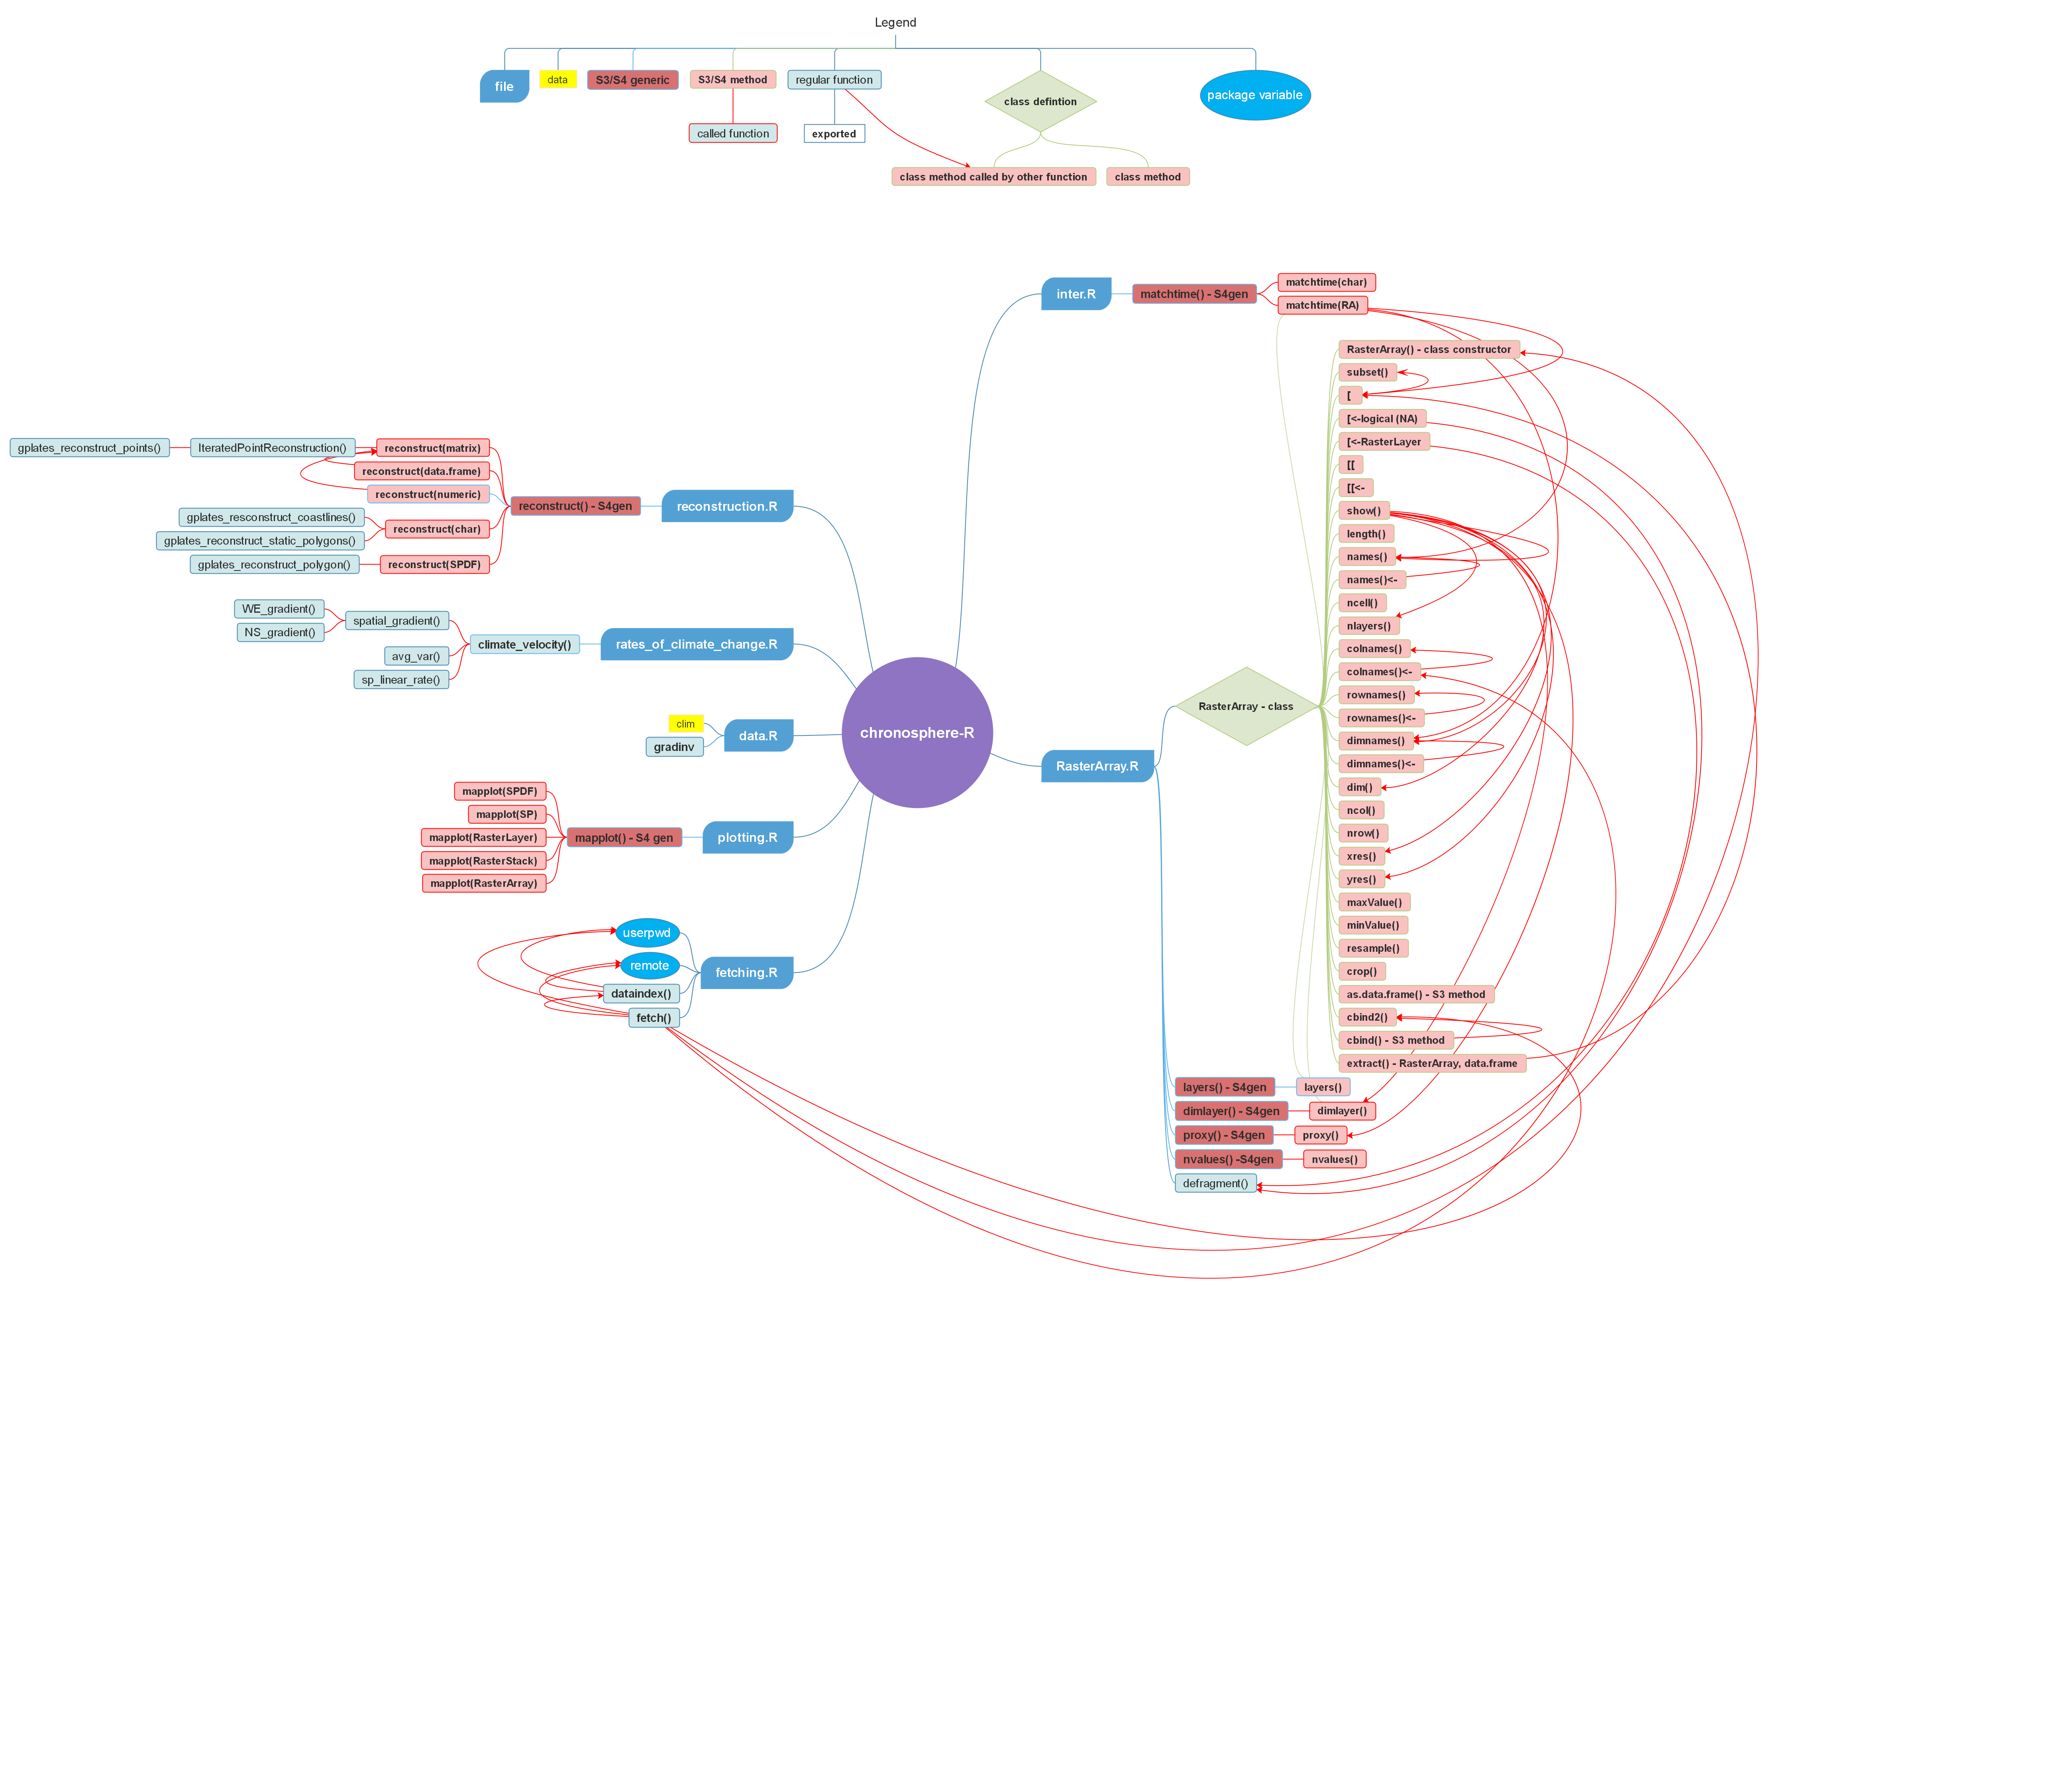 Legend
file
data
S3/S4 generic
S3/S4 method
regular function
class defintion
package variable
called function
exported
class method called by other function
class method
inter.R
matchtime() - S4gen
matchtime(char)
matchtime(RA)
RasterArray() - class constructor
subset()
[
[<-logical (NA)
[<-RasterLayer
[[
[[<-
show()
length()
names()
names()<-
ncell()
nlayers()
colnames()
colnames()<-
rownames()
rownames()<-
dimnames()
dimnames()<-
dim()
ncol()
nrow()
xres()
yres()
maxValue()
minValue()
resample()
crop()
as.data.frame() - S3 method
cbind2()
cbind() - S3 method
extract() - RasterArray, data.frame
RasterArray - class
RasterArray.R
layers() - S4gen
layers()
dimlayer() - S4gen
dimlayer()
proxy() - S4gen
proxy()
nvalues() -S4gen
nvalues()
defragment()
chronosphere-R
gplates_reconstruct_points()
IteratedPointReconstruction()
reconstruct(matrix)
reconstruct(data.frame)
reconstruct(numeric)
gplates_resconstruct_coastlines()
reconstruct(char)
gplates_reconstruct_static_polygons()
gplates_reconstruct_polygon()
reconstruct(SPDF)
reconstruct() - S4gen
reconstruction.R
WE_gradient()
NS_gradient()
spatial_gradient()
avg_var()
sp_linear_rate()
climate_velocity()
rates_of_climate_change.R
clim
gradinv
data.R
mapplot(SPDF)
mapplot(SP)
mapplot(RasterLayer)
mapplot(RasterStack)
mapplot(RasterArray)
mapplot() - S4 gen
plotting.R
userpwd
remote
dataindex()
fetch()
fetching.R